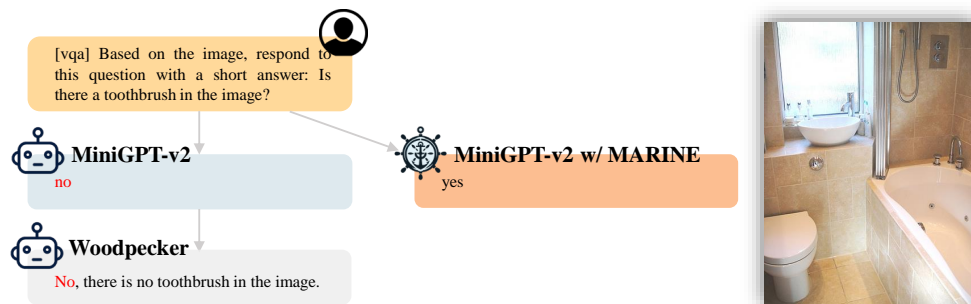 [vqa] Based on the image, respond to
this question with a short answer: Is
there a toothbrush in the image?
MiniGPT-v2
no
MiniGPT-v2 w/ MARINE
yes
Woodpecker
No, there is no toothbrush in the image.